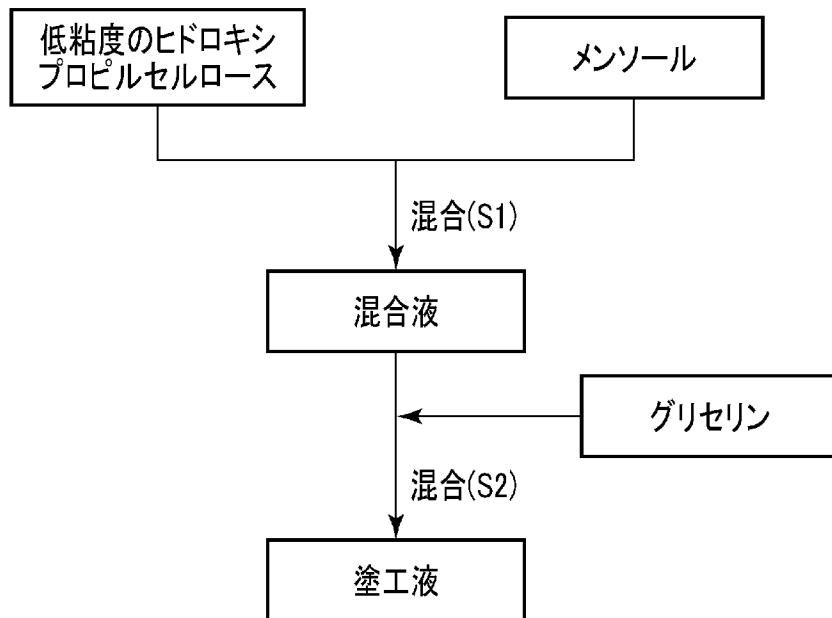 低粘度のヒドロキシ
プロピルセルロース
メンソール
混合(S1)
混合液
グリセリン
混合(S2)
塗工液